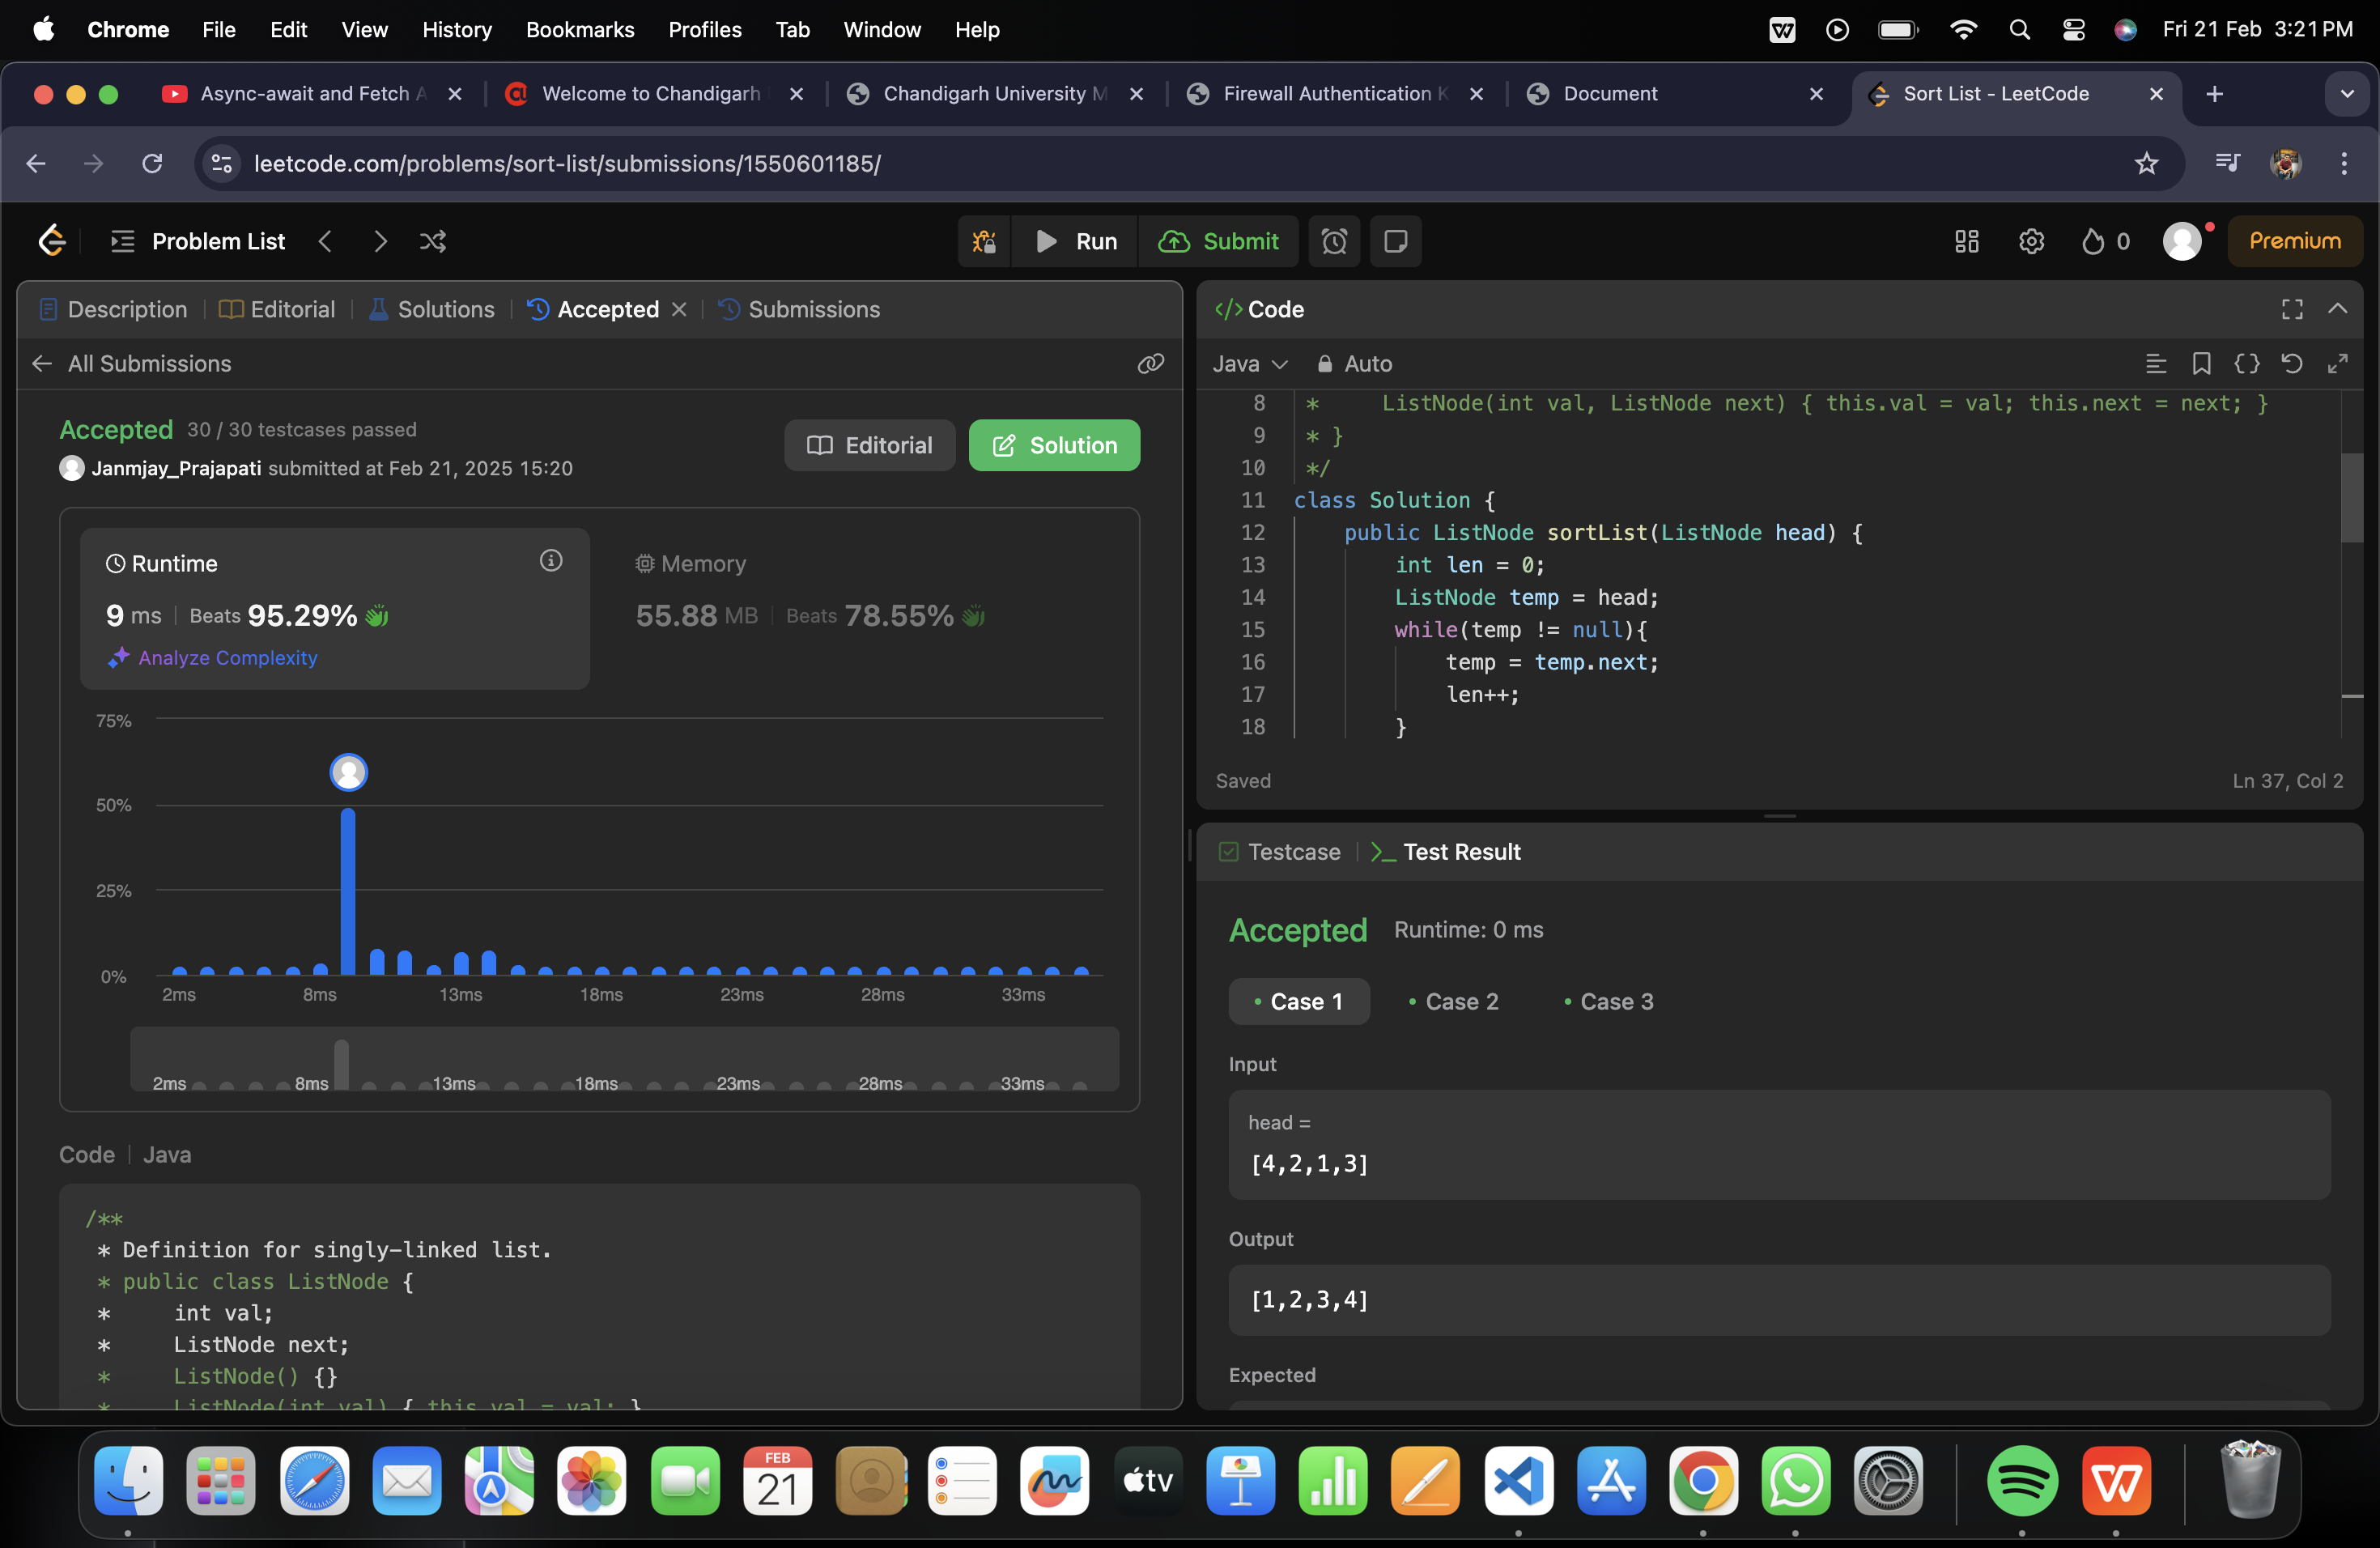 Chrome File Edit View History Bookmarks Profiles Tab Window Help Fri 21 Feb 3:21 PM
Async-await and Fetch A Welcome to Chandigarh Chandigarh University M Firewall Authentication K Document Sort List - LeetCode
leetcode.com/problems/sort-list/submissions/1550601185/
Problem List Run Submit 0 Premium
Description Editorial Solutions Accepted Submissions
All Submissions
Accepted 30 / 30 testcases passed
Janmjay_Prajapati submitted at Feb 21, 2025 15:20
Editorial Solution
Runtime
9 ms Beats 95.29%
Analyze Complexity
Memory
55.88 MB Beats 78.55%
75%
50%
25%
0%
2ms 8ms 13ms 18ms 23ms 28ms 33ms
2ms 8ms 13ms 18ms 23ms 28ms 33ms
Code Java
/**
* Definition for singly-linked list.
* public class ListNode {
* int val;
* ListNode next;
* ListNode() {}
* ListNode(int val) { this.val = val; }
</> Code
Java Auto
8 * ListNode(int val, ListNode next) { this.val = val; this.next = next; }
9 * }
10 */
11 class Solution {
12 public ListNode sortList(ListNode head) {
13 int len = 0;
14 ListNode temp = head;
15 while(temp != null){
16 temp = temp.next;
17 len++;
18 }
Saved Ln 37, Col 2
Testcase Test Result
Accepted Runtime: 0 ms
Case 1 Case 2 Case 3
Input
head =
[4,2,1,3]
Output
[1,2,3,4]
Expected
FEB
21
tv